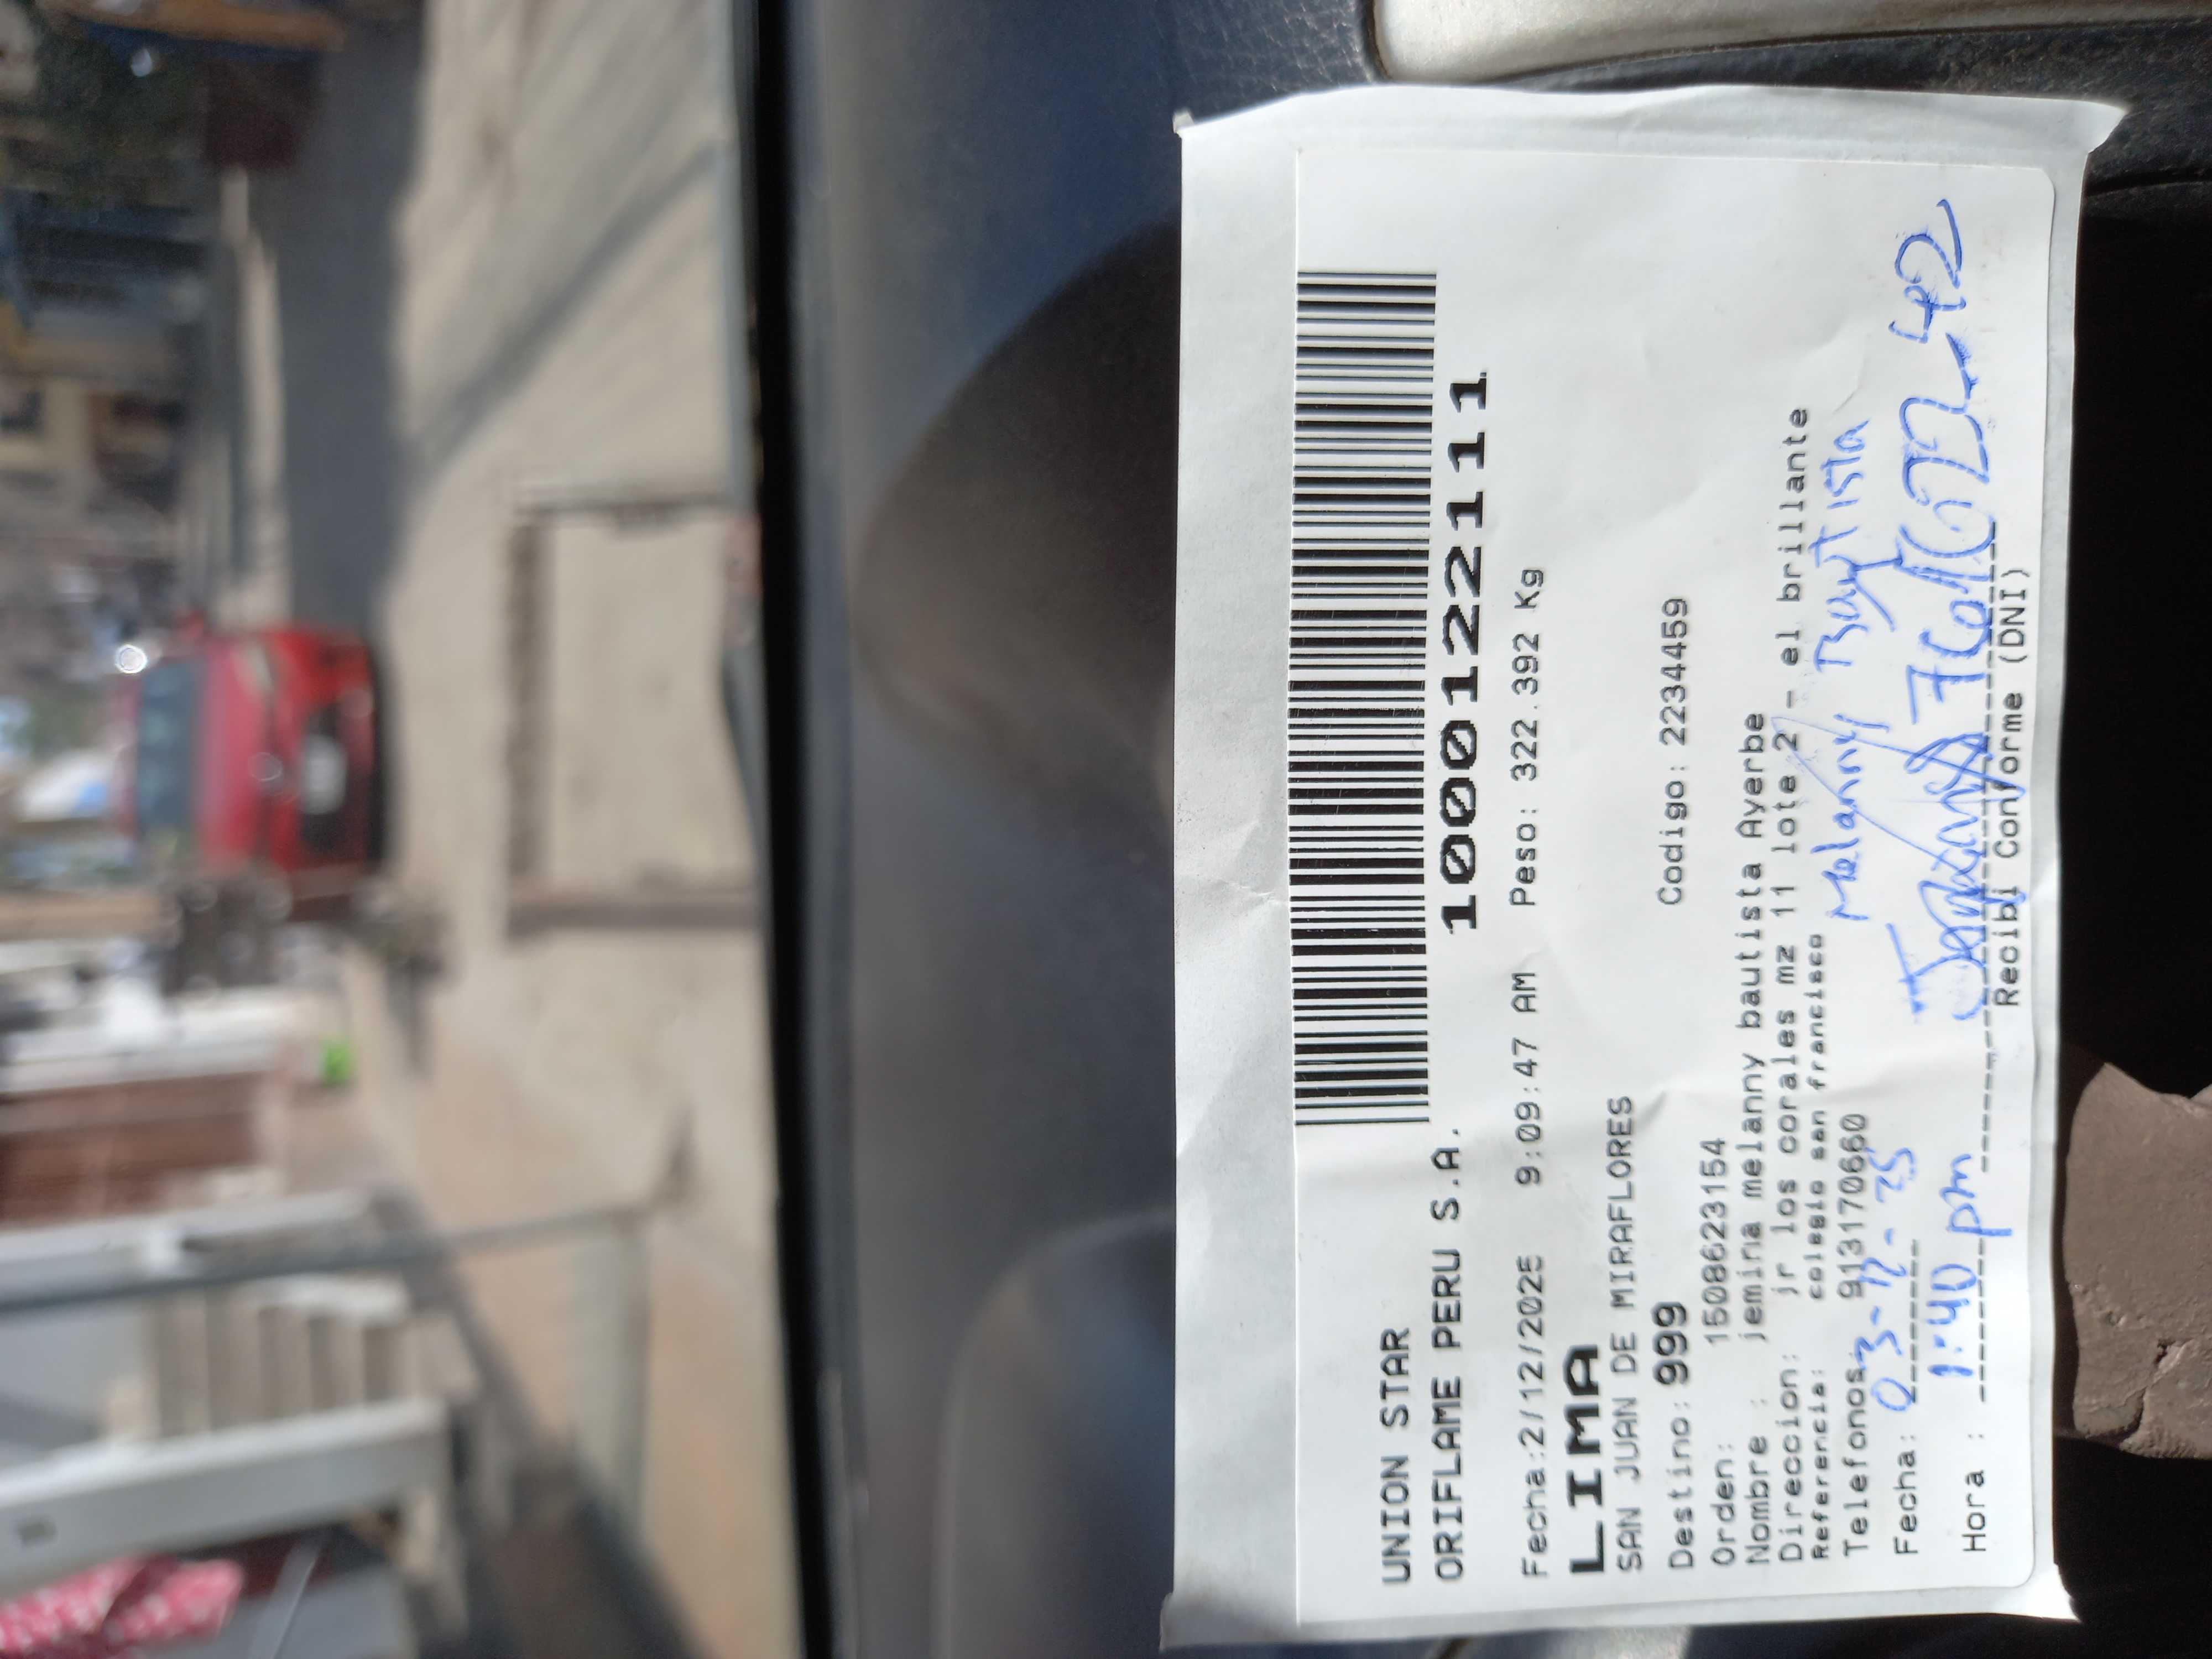 10001222111
UNION STAR
ORIFLAME PERU S.A.
Fecha:2/12/2025 9:09:47 AM Peso: 322.392 Kg
LIMA
SAN JUAN DE MIRAFLORES
Destino: 999 Codigo: 2234459
Orden: 1508623154
Nombre : jemina melanny bautista Ayerbe
Direccion: jr los corales mz 11 lote 2 - el brillante
Referencia: colegio san francisco
Telefonos 913170660
Melanny Bautista
Fecha: 03-12-25
Hora : 1:40 pm
Recibi Conforme (DNI)